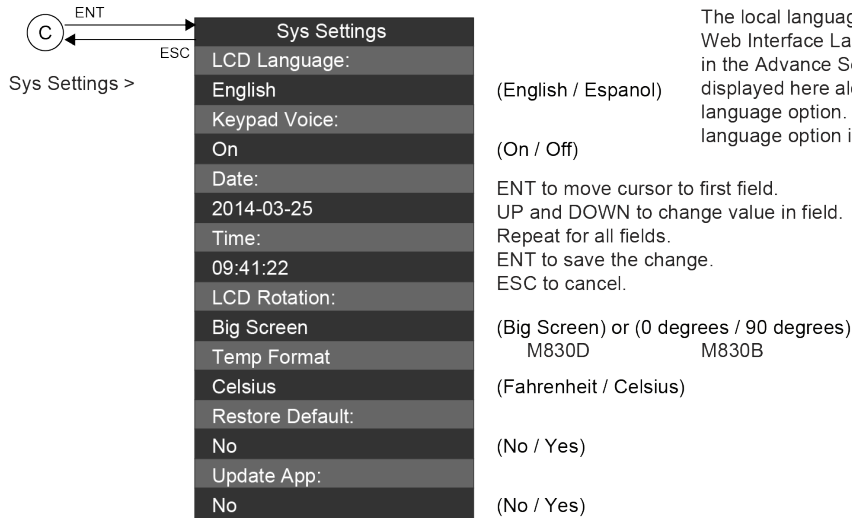 ENT
C
ESC
Sys Settings >
Sys Settings
LCD Language:
English
(English / Espanol)
Keypad Voice:
On
(On / Off)
Date:
2014-03-25
Time:
09:41:22
ENT to move cursor to first field.
UP and DOWN to change value in field.
Repeat for all fields.
ENT to save the change.
ESC to cancel.
LCD Rotation:
Big Screen
(Big Screen) or (0 degrees / 90 degrees)
M830D M830B
Temp Format
Celsius
(Fahrenheit / Celsius)
Restore Default:
No
(No / Yes)
Update App:
No
(No / Yes)
The local
Web Interface
in the Advance
displayed here
language option.
language option